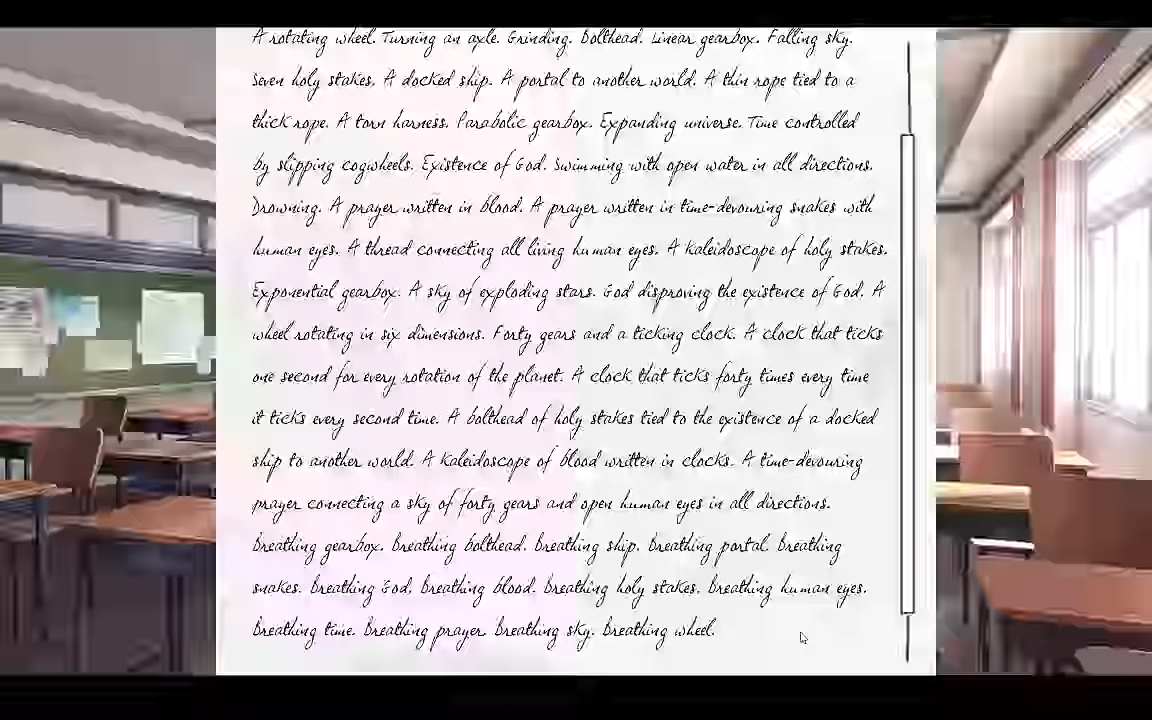 A rotating wheel. Turning an axle. Grinding. Bolthead. Linear gearbox. Falling sky.
Seven holy stakes. A docked ship. A portal to another world. A thin rope tied to a
thick rope. A torn harness. Parabolic gearbox. Expanding universe. Time controlled
by slipping cogwheels. Existence of God. Swimming with open water in all directions.
Drowning. A prayer written in blood. A prayer written in time-devouring snakes with
human eyes. A thread connecting all living human eyes. A kaleidoscope of holy stakes.
Exponential gearbox. A sky of exploding stars. God disproving the existence of God. A
wheel rotating in six dimensions. Forty gears and a ticking clock. A clock that ticks
one second for every rotation of the planet. A clock that ticks forty times every time
it ticks every second time. A bolthead of holy stakes tied to the existence of a docked
ship to another world. A kaleidoscope of blood written in clocks. A time-devouring
prayer connecting a sky of forty gears and open human eyes in all directions.
Breathing gearbox. Breathing bolthead. Breathing ship. Breathing portal. Breathing
snakes. Breathing God. Breathing blood. Breathing holy stakes. Breathing human eyes.
Breathing time. Breathing prayer. Breathing sky. Breathing wheel.